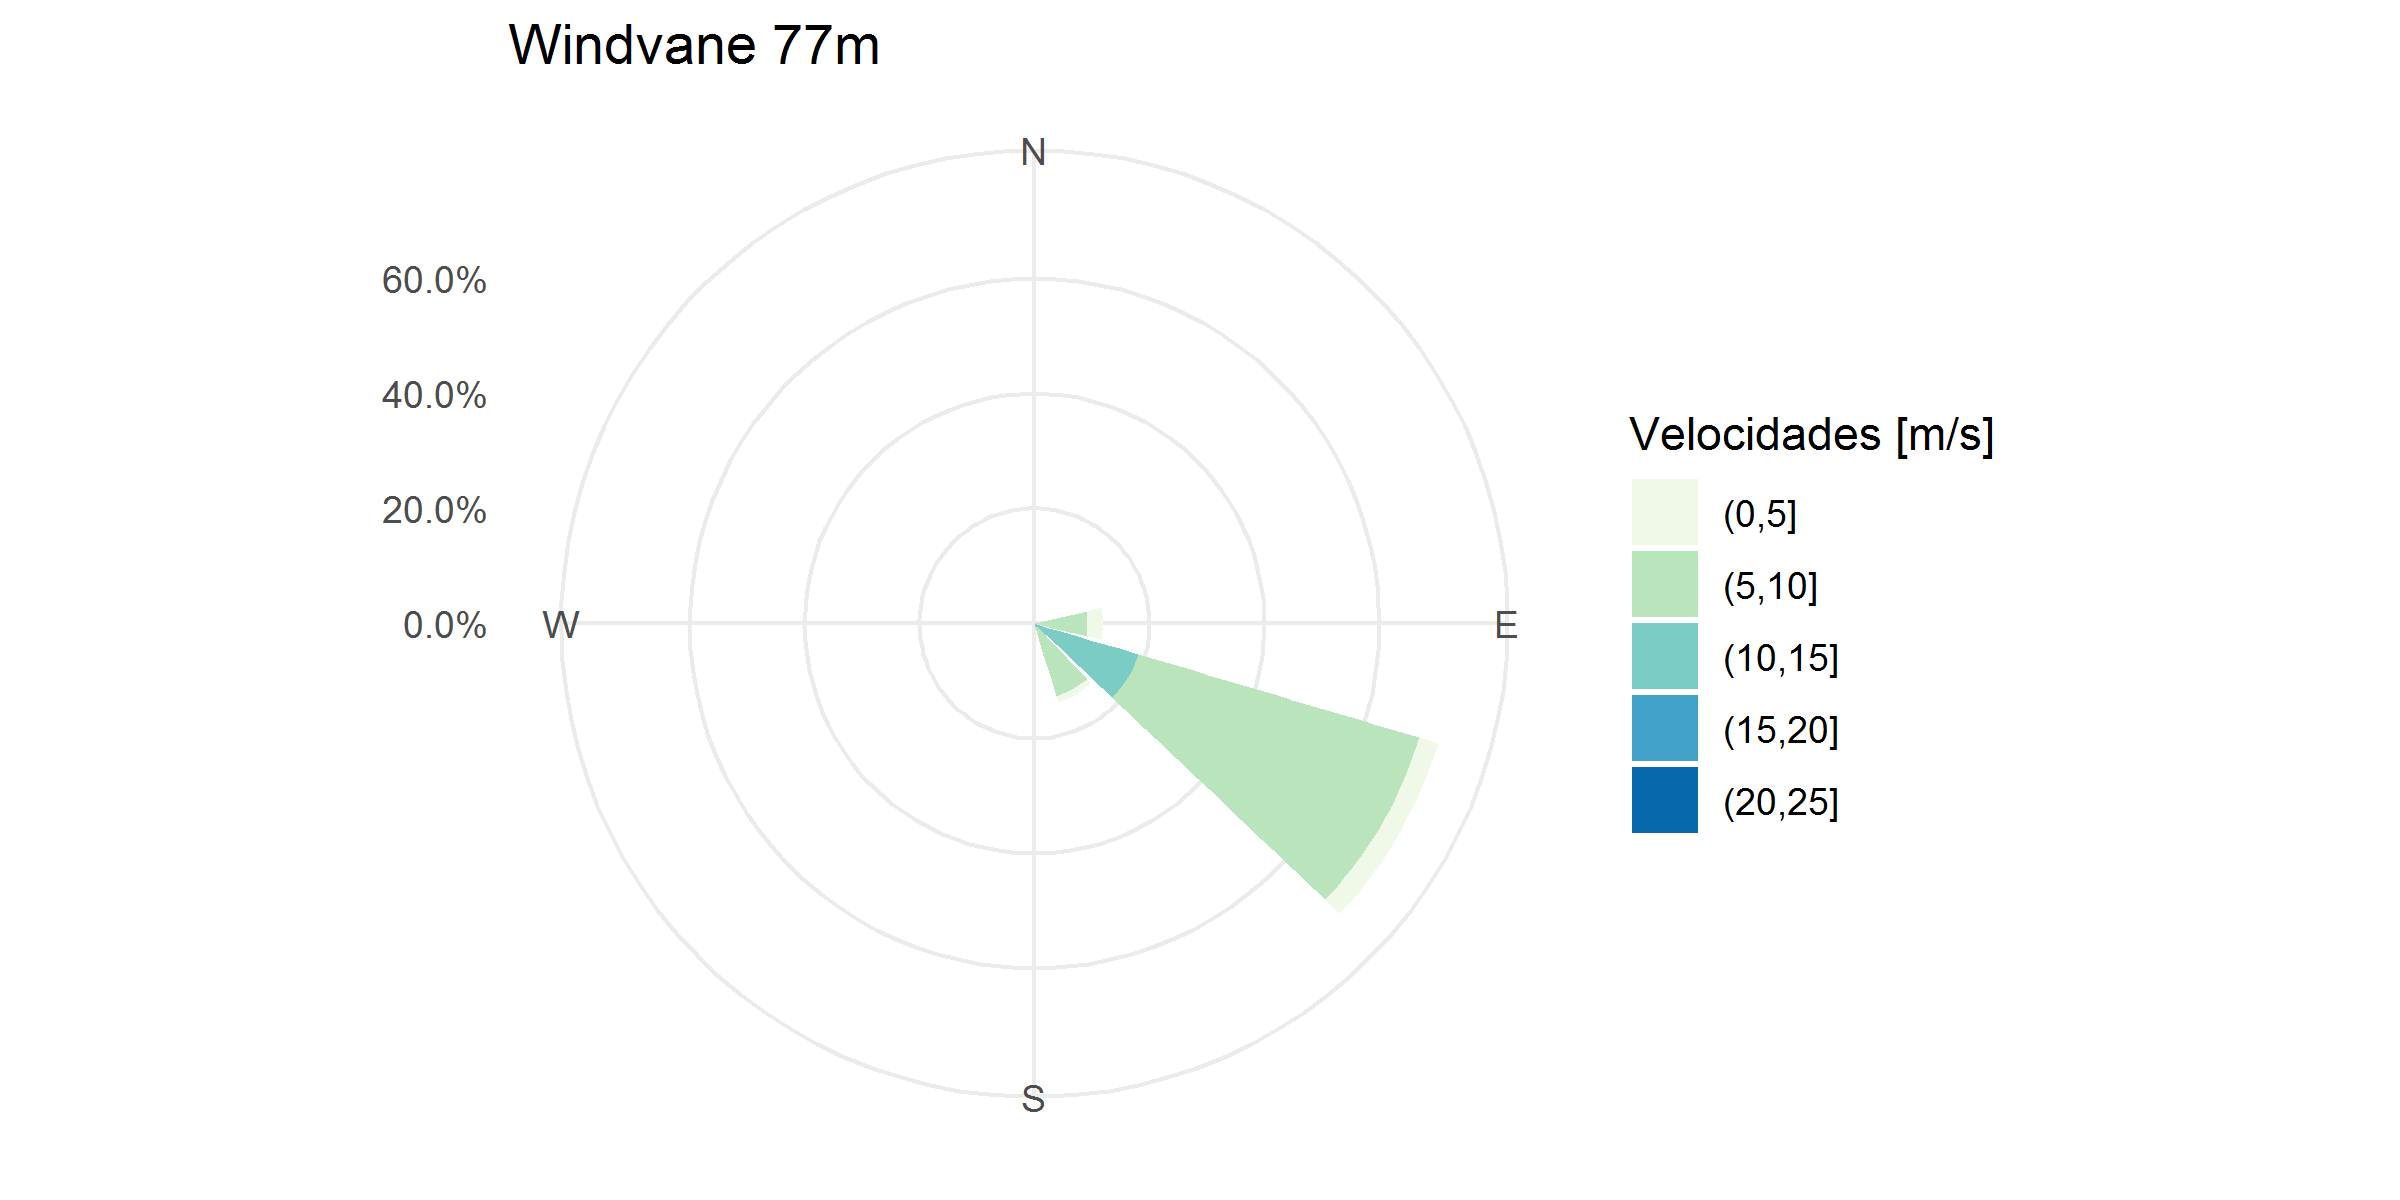 Windvane 77m
N
60.0%
40.0%
20.0%
0.0%
W
E
S
Velocidades [m/s]
(0,5]
(5,10]
(10,15]
(15,20]
(20,25]